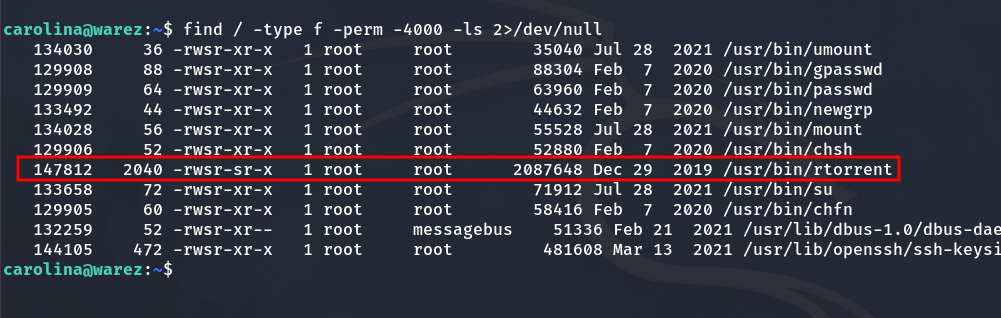 carolina@warez:~$ find / -type f -perm -4000 -ls 2>/dev/null
134030 36 -rwsr-xr-x 1 root root 35040 Jul 28 2021 /usr/bin/umount
129908 88 -rwsr-xr-x 1 root root 88304 Feb 7 2020 /usr/bin/gpasswd
129909 64 -rwsr-xr-x 1 root root 63960 Feb 7 2020 /usr/bin/passwd
133492 44 -rwsr-xr-x 1 root root 44632 Feb 7 2020 /usr/bin/newgrp
134028 56 -rwsr-xr-x 1 root root 55528 Jul 28 2021 /usr/bin/mount
129906 52 -rwsr-xr-x 1 root root 52880 Feb 7 2020 /usr/bin/chsh
147812 2040 -rwsr-sr-x 1 root root 2087648 Dec 29 2019 /usr/bin/rtorrent
133658 72 -rwsr-xr-x 1 root root 71912 Jul 28 2021 /usr/bin/su
129905 60 -rwsr-xr-x 1 root root 58416 Feb 7 2020 /usr/bin/chfn
132259 52 -rwsr-xr-- 1 root messagebus 51336 Feb 21 2021 /usr/lib/dbus-1.0/dbus-dae
144105 472 -rwsr-xr-x 1 root root 481608 Mar 13 2021 /usr/lib/openssh/ssh-keysi
carolina@warez:~$